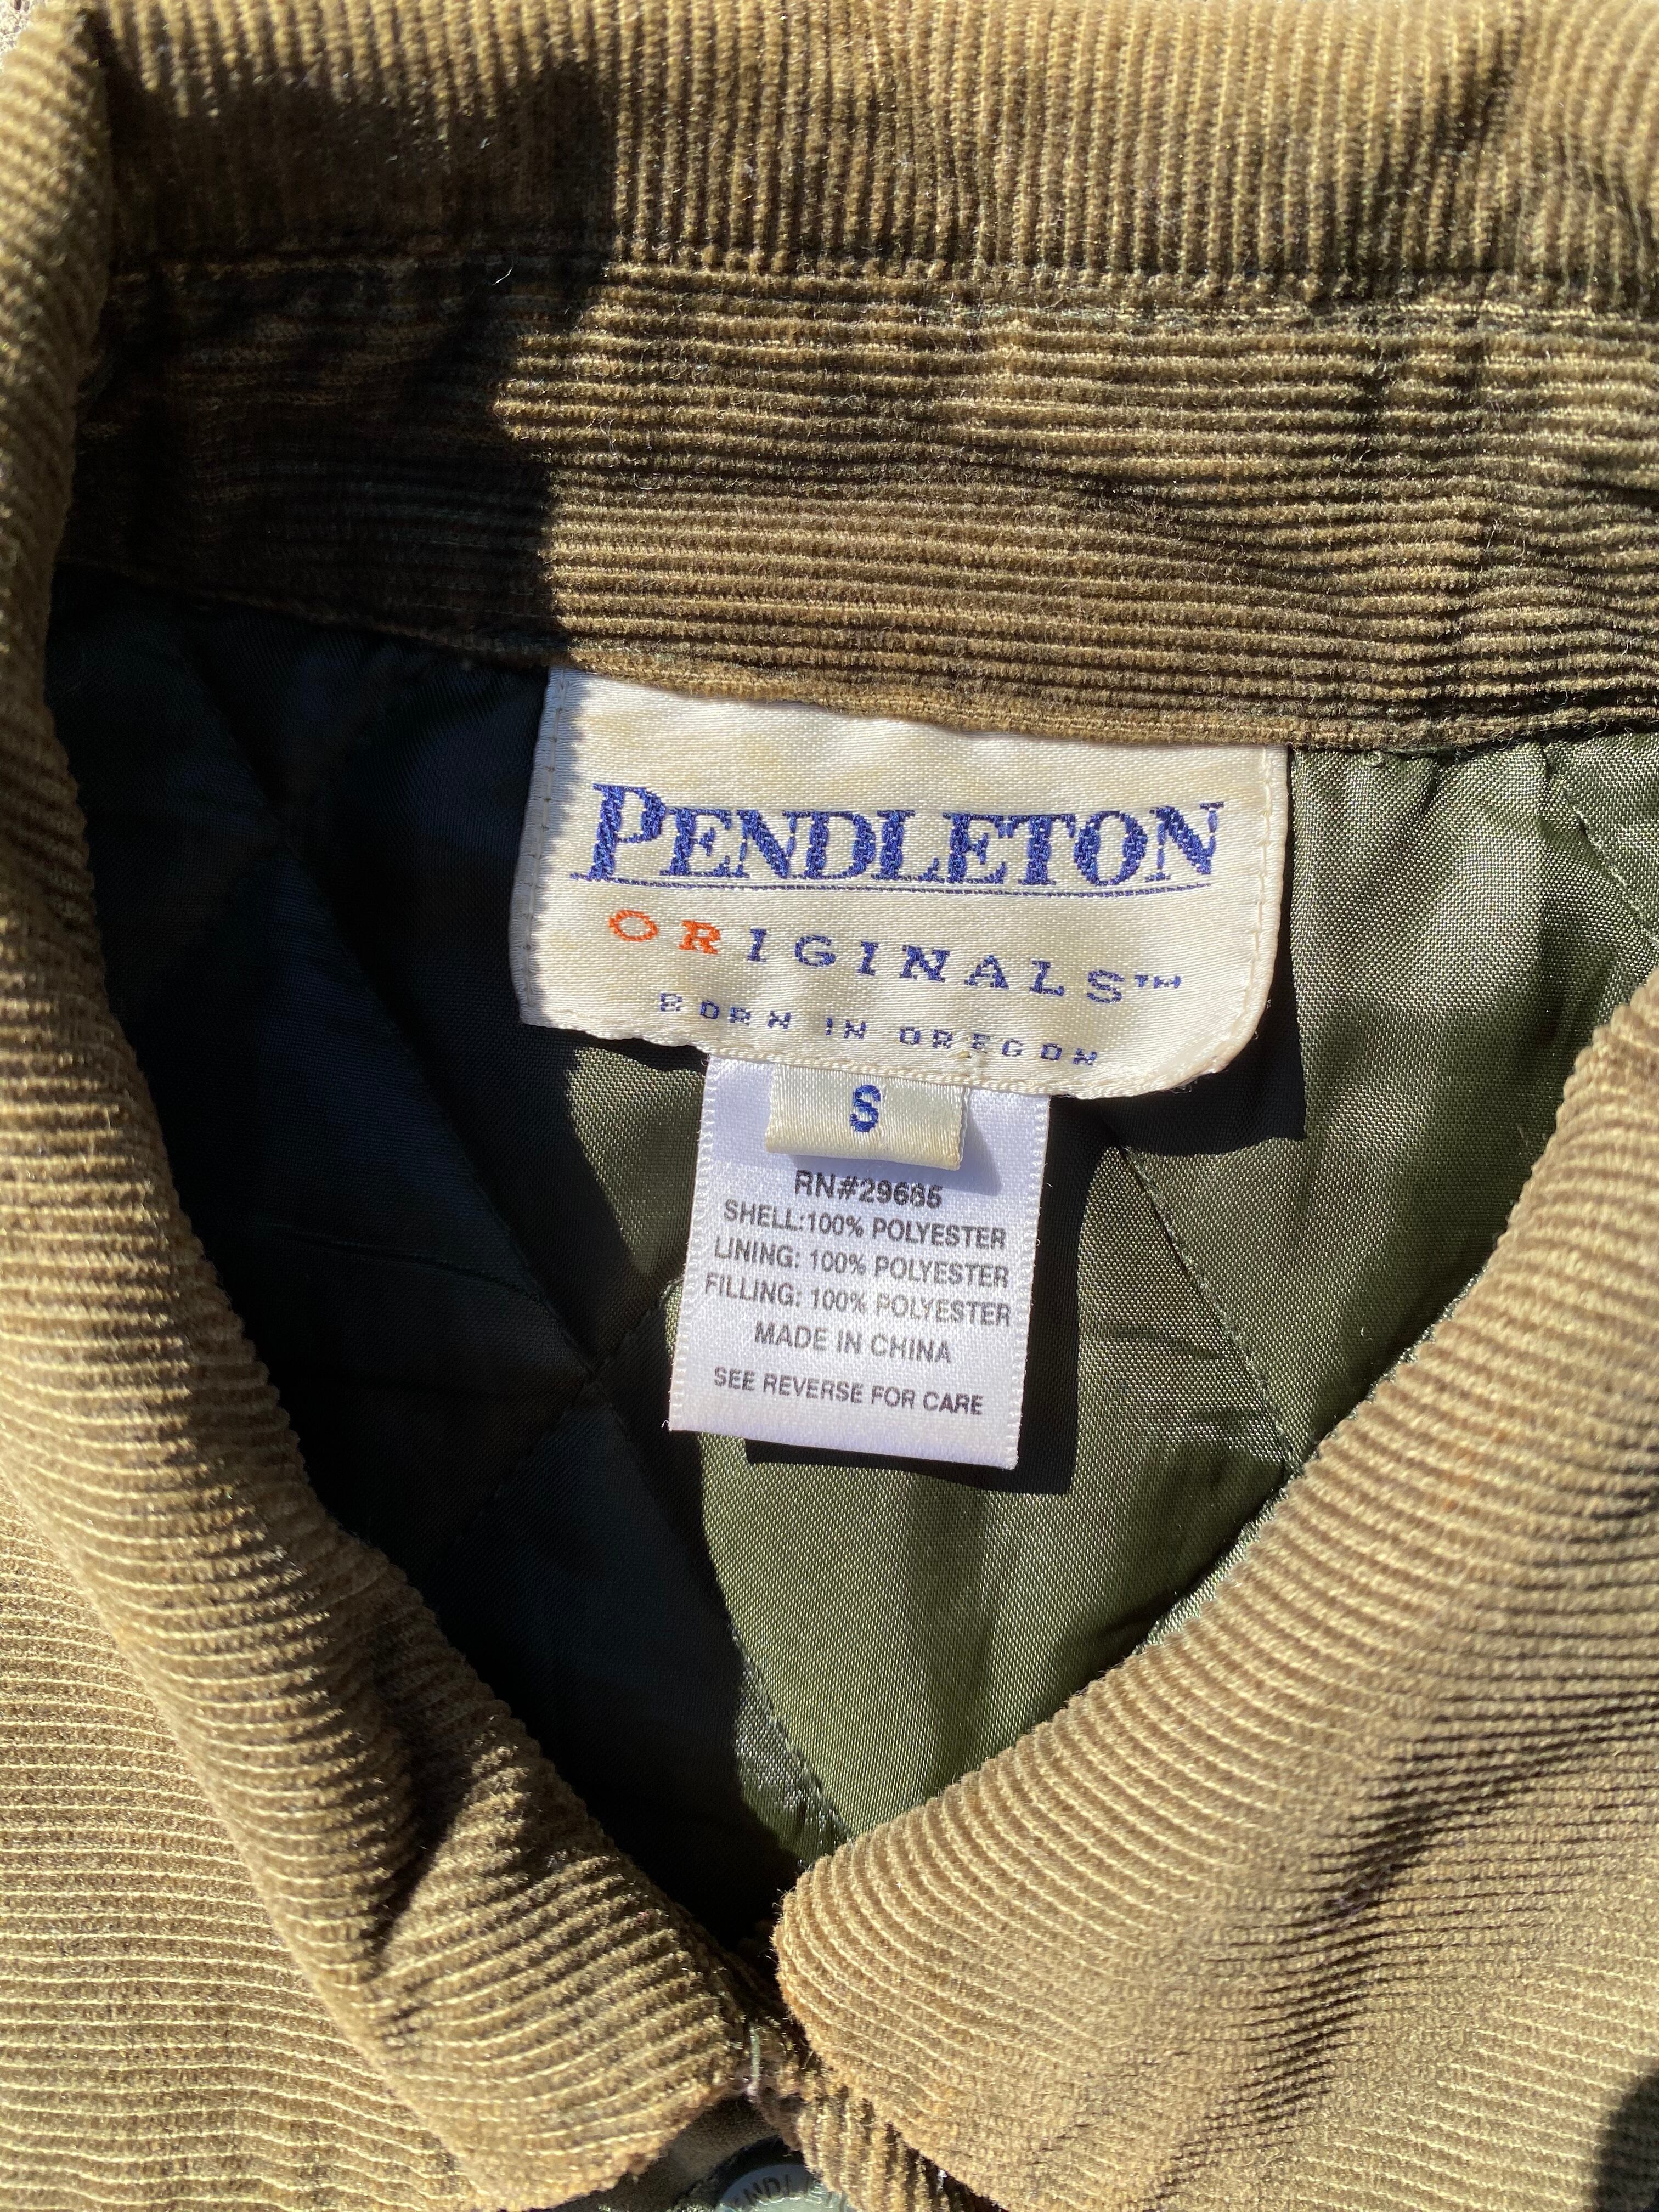 PENDLETON
ORIGINALS™
BORN IN OREGON
S
RN#29685
SHELL:100% POLYESTER
LINING: 100% POLYESTER
FILLING: 100% POLYESTER
MADE IN CHINA
SEE REVERSE FOR CARE